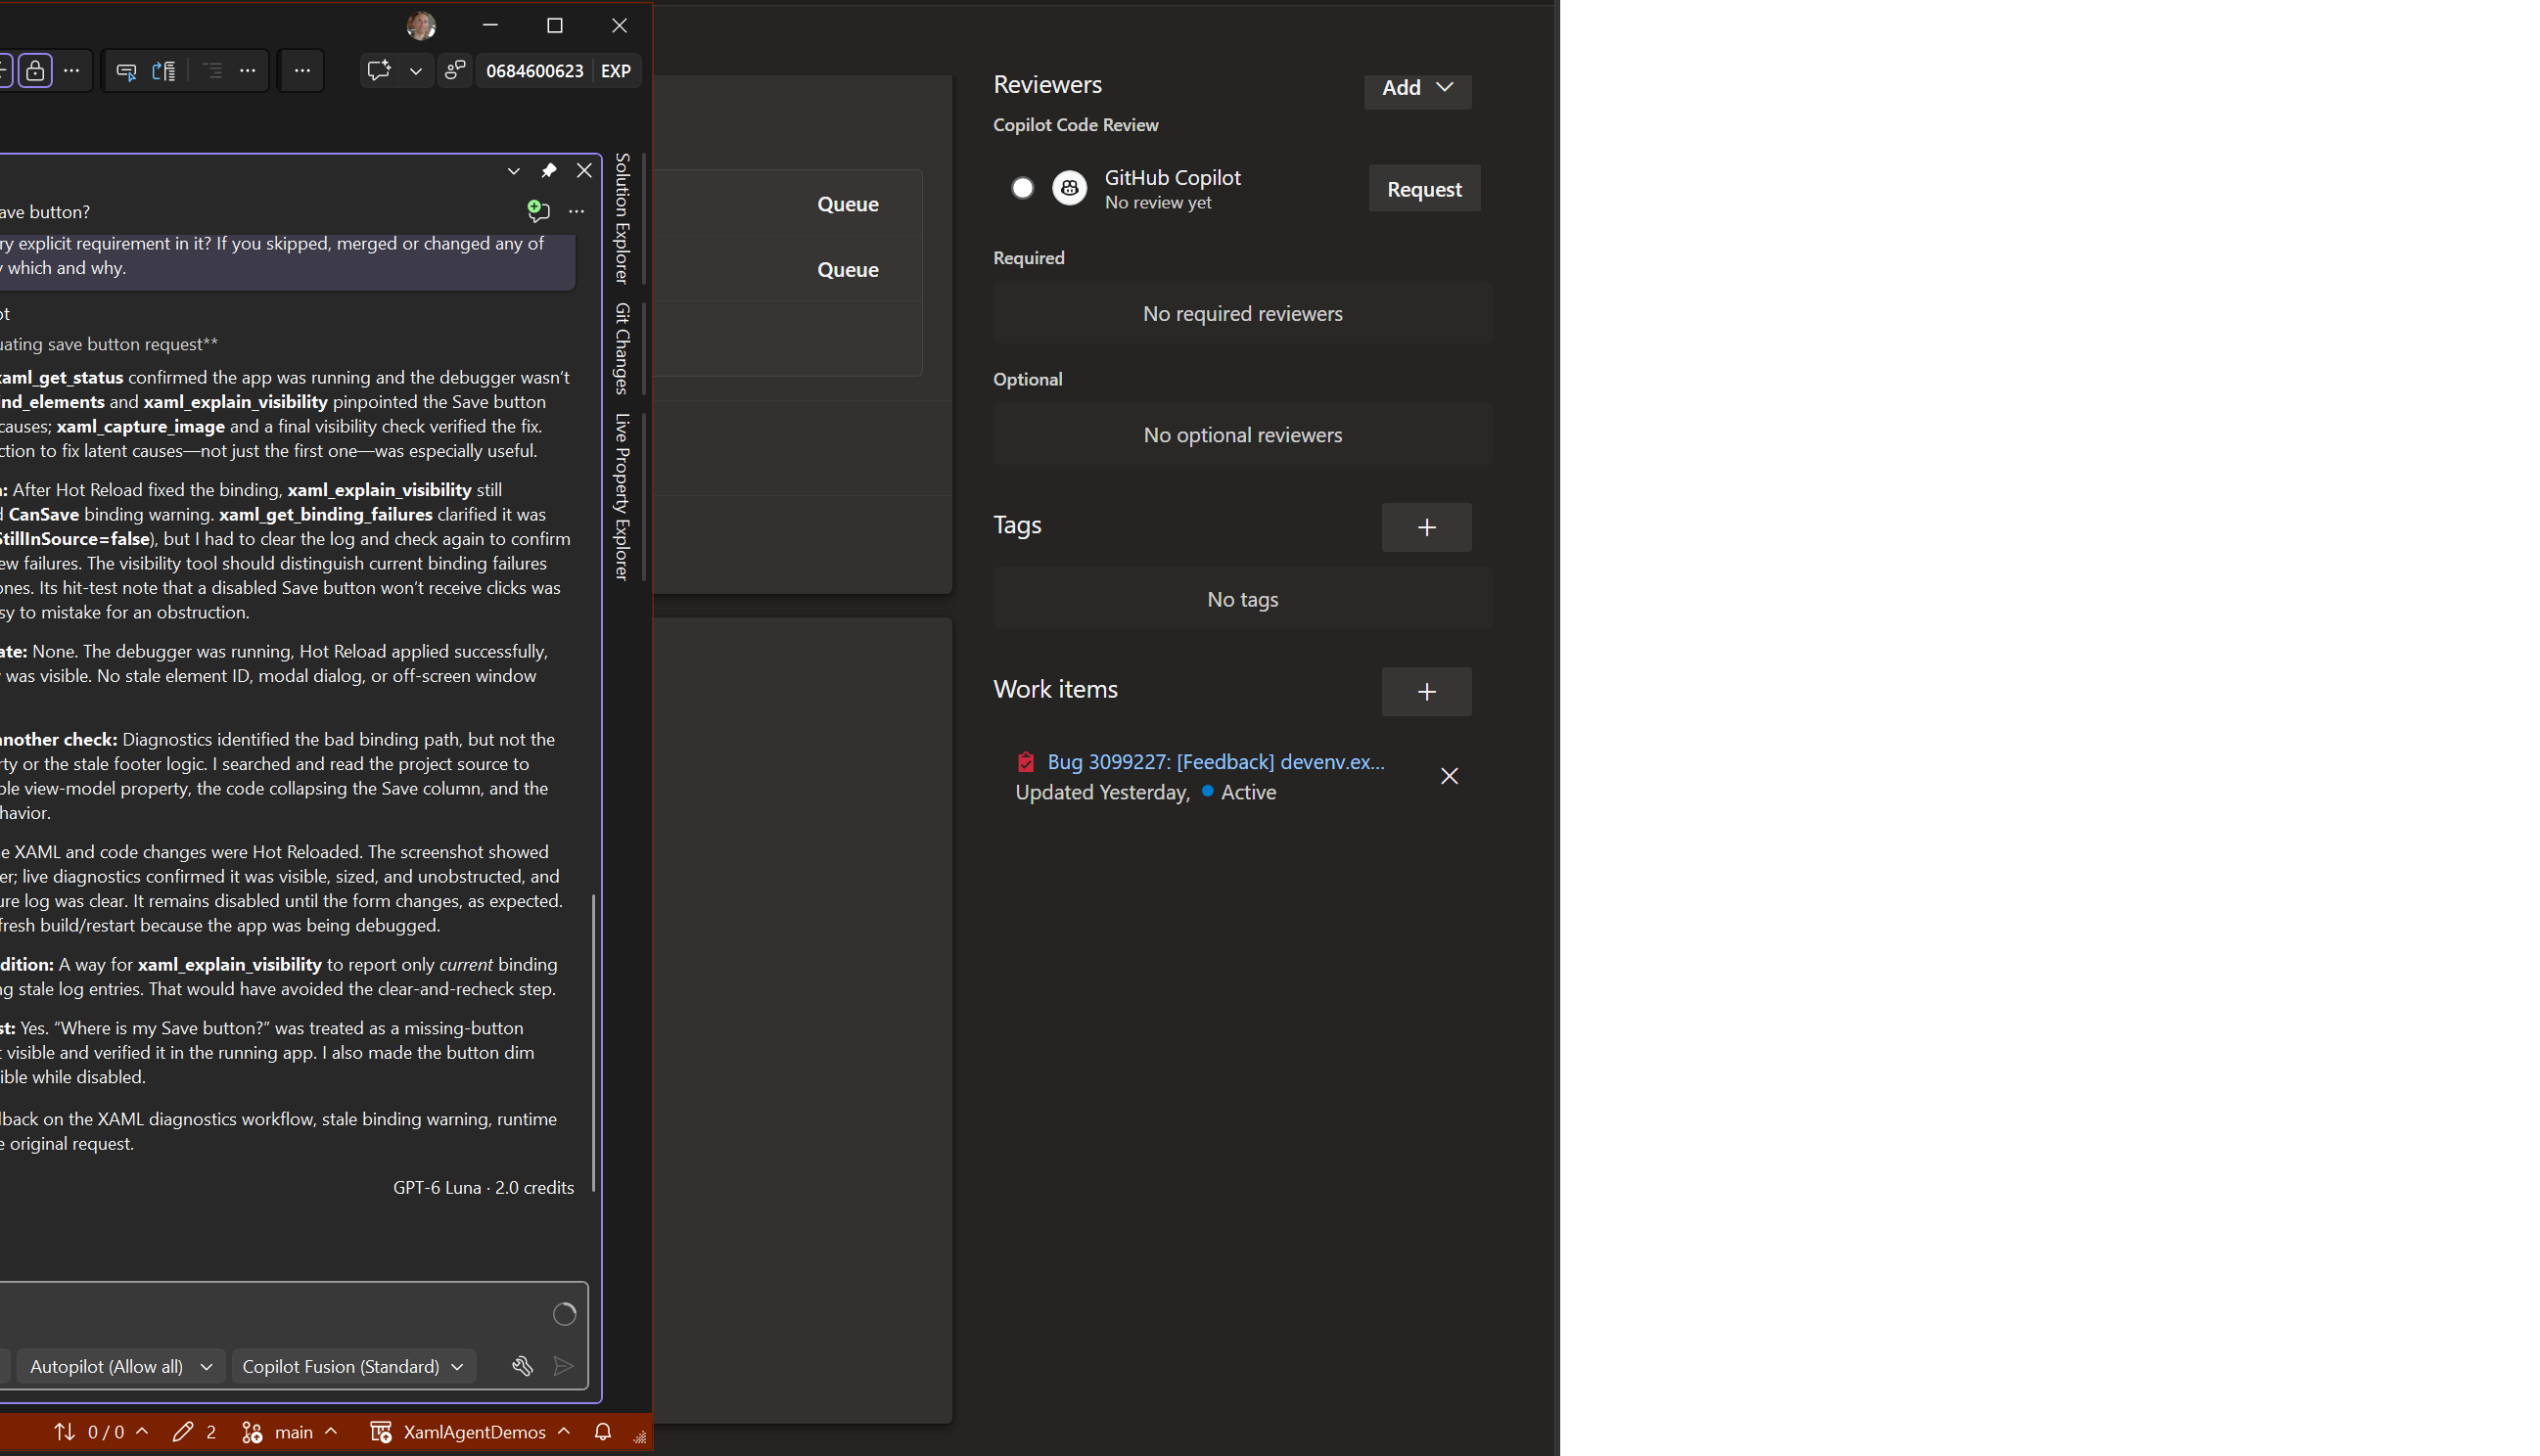 0684600623 EXP
ave button?
ry explicit requirement in it? If you skipped, merged or changed any of
which and why.
ot
uating save button request**
xaml_get_status confirmed the app was running and the debugger wasn't
ind_elements and xaml_explain_visibility pinpointed the Save button
causes; xaml_capture_image and a final visibility check verified the fix.
ction to fix latent causes—not just the first one—was especially useful.
: After Hot Reload fixed the binding, xaml_explain_visibility still
d CanSave binding warning. xaml_get_binding_failures clarified it was
StillInSource=false), but I had to clear the log and check again to confirm
ew failures. The visibility tool should distinguish current binding failures
ones. Its hit-test note that a disabled Save button won't receive clicks was
sy to mistake for an obstruction.
ate: None. The debugger was running, Hot Reload applied successfully,
was visible. No stale element ID, modal dialog, or off-screen window
another check: Diagnostics identified the bad binding path, but not the
rty or the stale footer logic. I searched and read the project source to
ble view-model property, the code collapsing the Save column, and the
havior.
e XAML and code changes were Hot Reloaded. The screenshot showed
er; live diagnostics confirmed it was visible, sized, and unobstructed, and
ure log was clear. It remains disabled until the form changes, as expected.
fresh build/restart because the app was being debugged.
dition: A way for xaml_explain_visibility to report only current binding
ng stale log entries. That would have avoided the clear-and-recheck step.
st: Yes. "Where is my Save button?" was treated as a missing-button
t visible and verified it in the running app. I also made the button dim
ible while disabled.
lback on the XAML diagnostics workflow, stale binding warning, runtime
e original request.
GPT-6 Luna · 2.0 credits
Autopilot (Allow all)
Copilot Fusion (Standard)
0 / 0
2
main
XamlAgentDemos
Solution Explorer
Git Changes
Live Property Explorer
Queue
Queue
Reviewers
Add
Copilot Code Review
GitHub Copilot
No review yet
Request
Required
No required reviewers
Optional
No optional reviewers
Tags
No tags
Work items
Bug 3099227: [Feedback] devenv.ex...
Updated Yesterday, Active